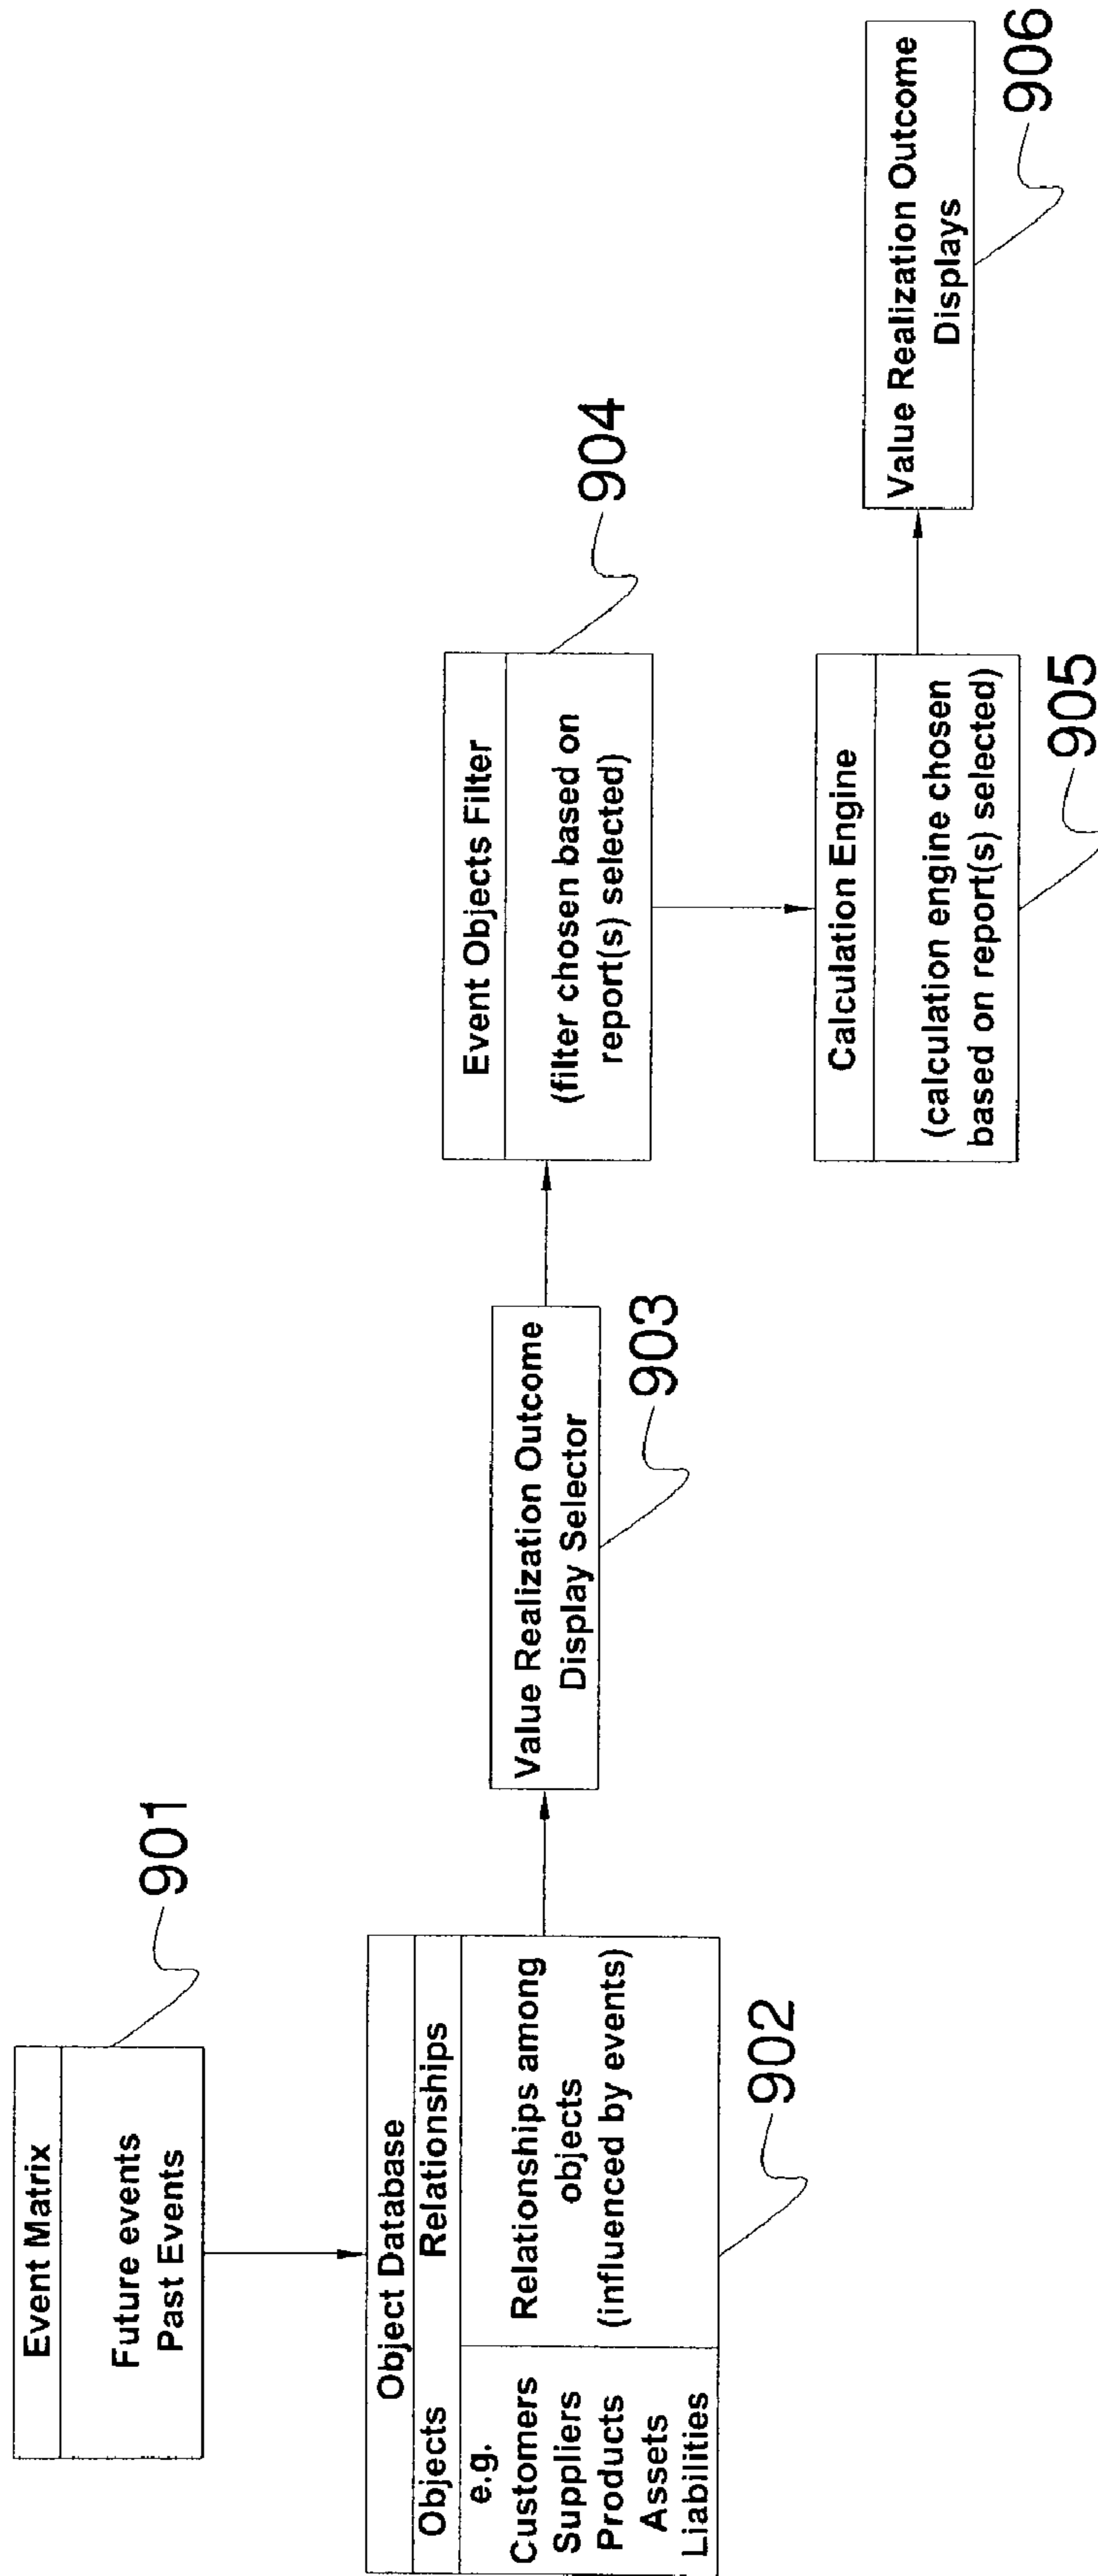 Event Matrix
Future events
Past Events
901
Object Database
Objects
Relationships
e.g.
Customers
Suppliers
Products
Assets
Liabilities
Relationships among
objects
(influenced by events)
902
Value Realization Outcome
Display Selector
903
Event Objects Filter
(filter chosen based on
report(s) selected)
904
Calculation Engine
(calculation engine chosen
based on report(s) selected)
905
Value Realization Outcome
Displays
906